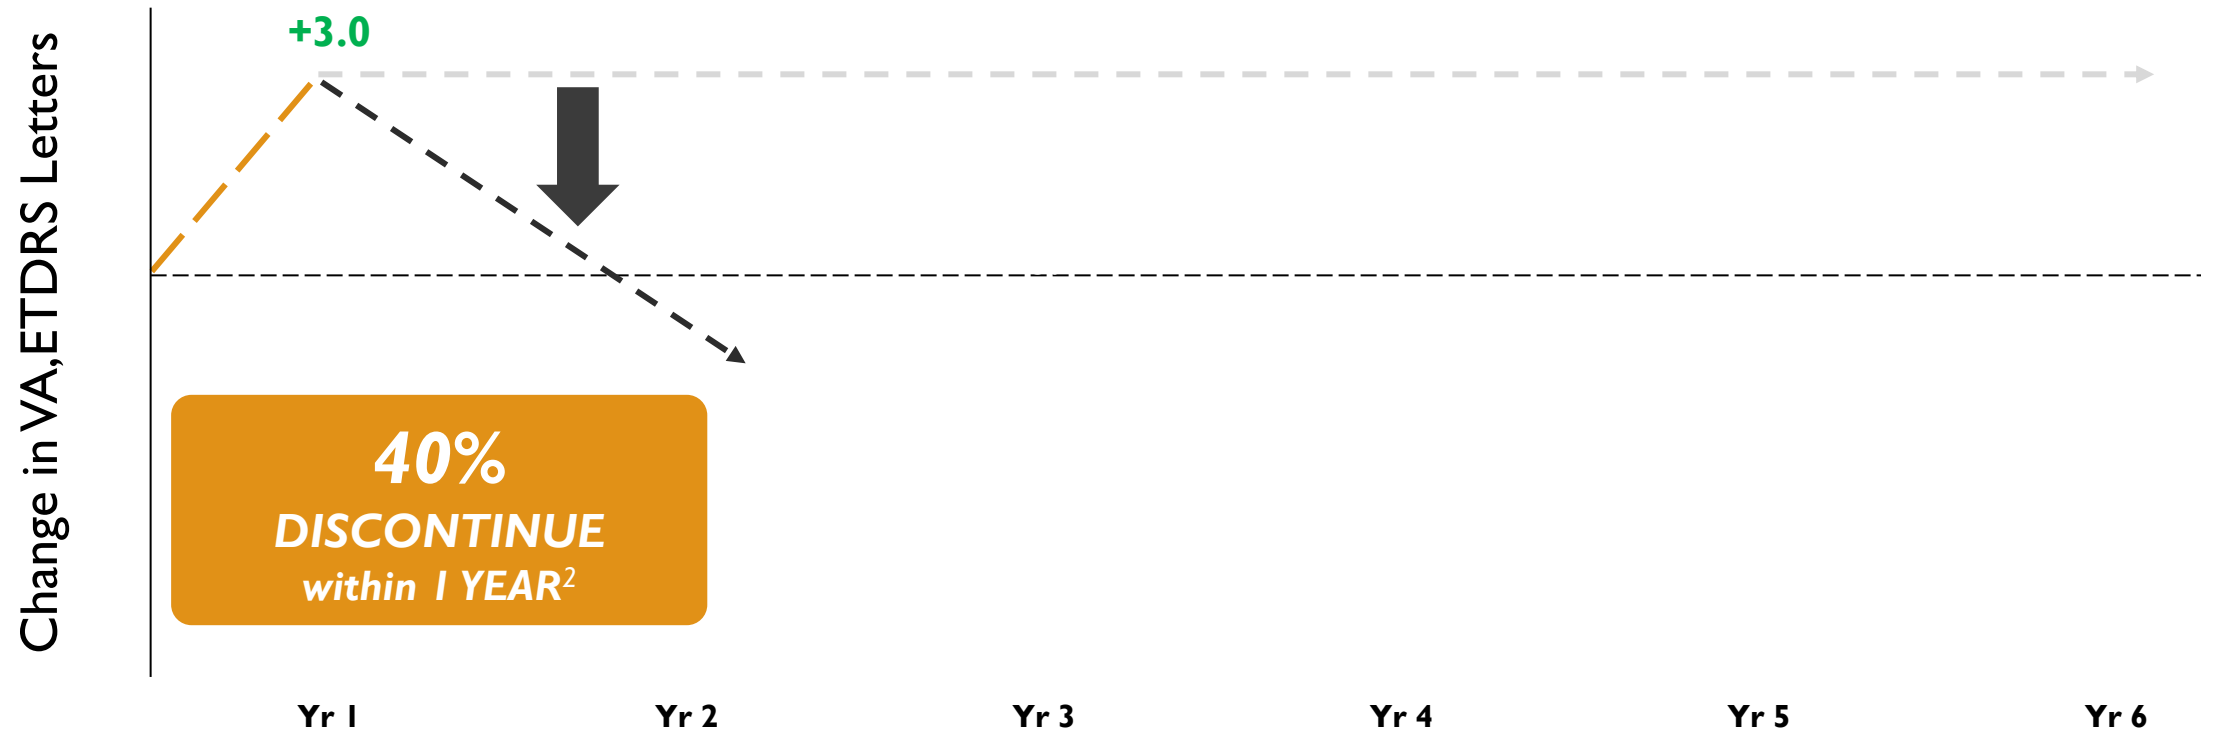 +3.0
Change in VA,ETDRS Letters
40%
DISCONTINUE
within 1 YEAR2
Yr 1
Yr 2
Yr 3
Yr 4
Yr 5
Yr 6